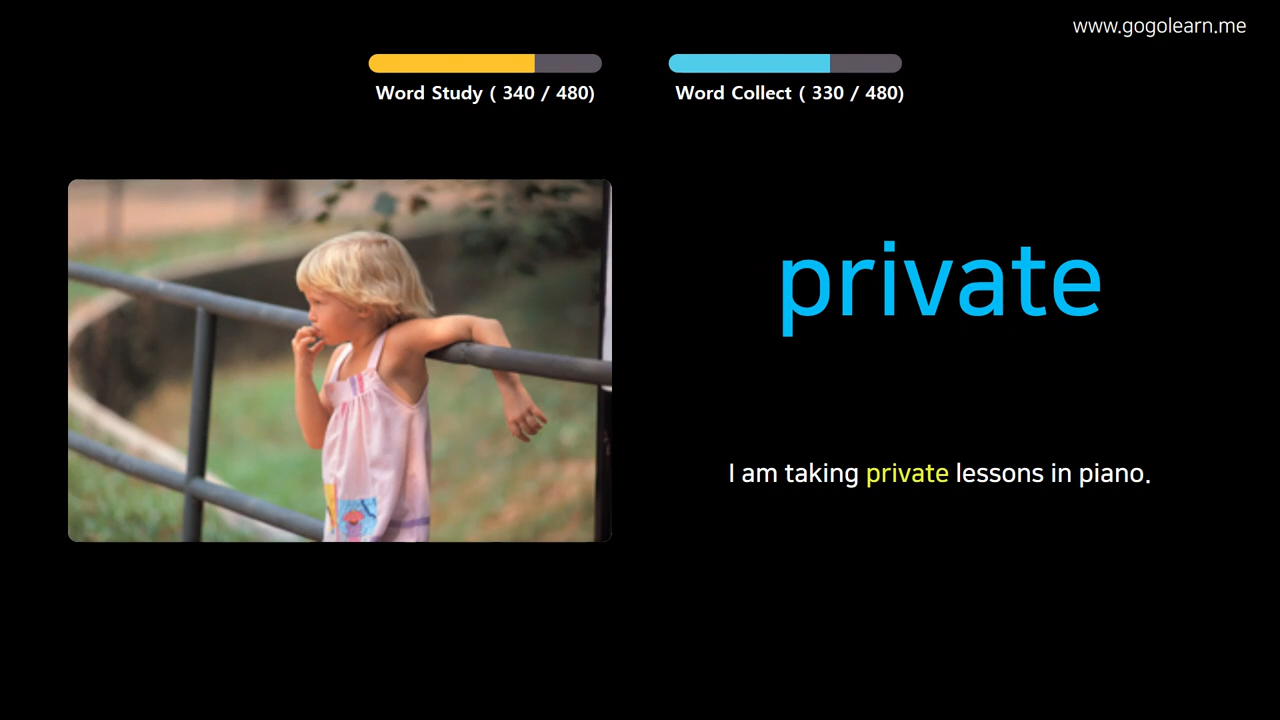 www.gogolearn.me
Word Study ( 340 / 480)
Word Collect ( 330 / 480)
private
I am taking private lessons in piano.